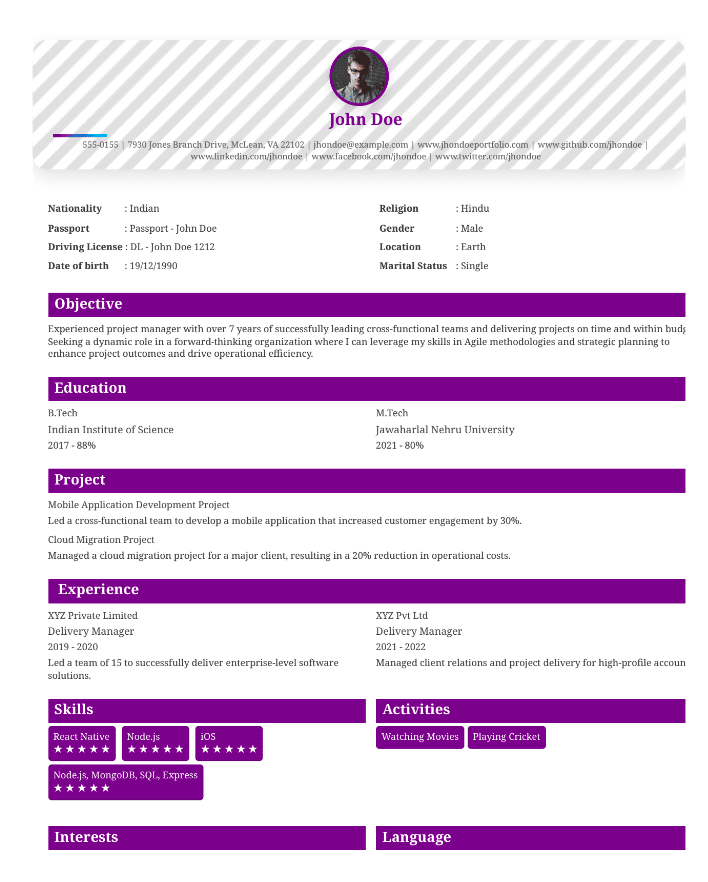 John Doe
555-0155 | 7930 Jones Branch Drive, McLean, VA 22102 | jhondoe@example.com | www.jhondoeportfolio.com | www.github.com/jhondoe |
www.linkedin.com/jhondoe | www.facebook.com/jhondoe | www.twitter.com/jhondoe
Nationality : Indian
Religion : Hindu
Passport : Passport - John Doe
Gender : Male
Driving License : DL - John Doe 1212
Location : Earth
Date of birth : 19/12/1990
Marital Status : Single
Objective
Experienced project manager with over 7 years of successfully leading cross-functional teams and delivering projects on time and within
Seeking a dynamic role in a forward-thinking organization where I can leverage my skills in Agile methodologies and strategic planning to
enhance project outcomes and drive operational efficiency.
Education
B.Tech
Indian Institute of Science
2017 - 88%
M.Tech
Jawaharlal Nehru University
2021 - 80%
Project
Mobile Application Development Project
Led a cross-functional team to develop a mobile application that increased customer engagement by 30%.
Cloud Migration Project
Managed a cloud migration project for a major client, resulting in a 20% reduction in operational costs.
Experience
XYZ Private Limited
Delivery Manager
2019 - 2020
Led a team of 15 to successfully deliver enterprise-level software
solutions.
XYZ Pvt Ltd
Delivery Manager
2021 - 2022
Managed client relations and project delivery for high-profile accoun
Skills
React Native
★★★★★
Node.js
★★★★★
iOS
★★★★★
Node.js, MongoDB, SQL, Express
★★★★★
Activities
Watching Movies
Playing Cricket
Interests
Language